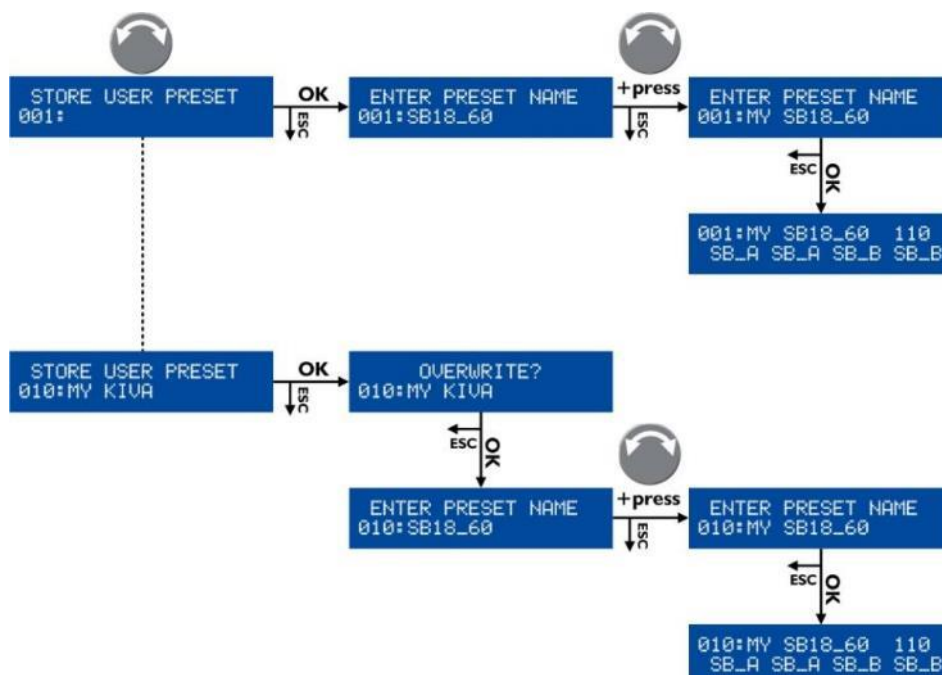 STORE USER PRESET
001:
OK
ESC
ENTER PRESET NAME
001:SB18_60
+press
ESC
ENTER PRESET NAME
001:MY SB18_60
ESC
OK
001:MY SB18_60 110
SB_A SB_A SB_B SB_B
STORE USER PRESET
010:MY KIVA
OK
ESC
OVERWRITE?
010:MY KIVA
ESC
OK
ENTER PRESET NAME
010:SB18_60
+press
ESC
ENTER PRESET NAME
010:MY SB18_60
ESC
OK
010:MY SB18_60 110
SB_A SB_A SB_B SB_B